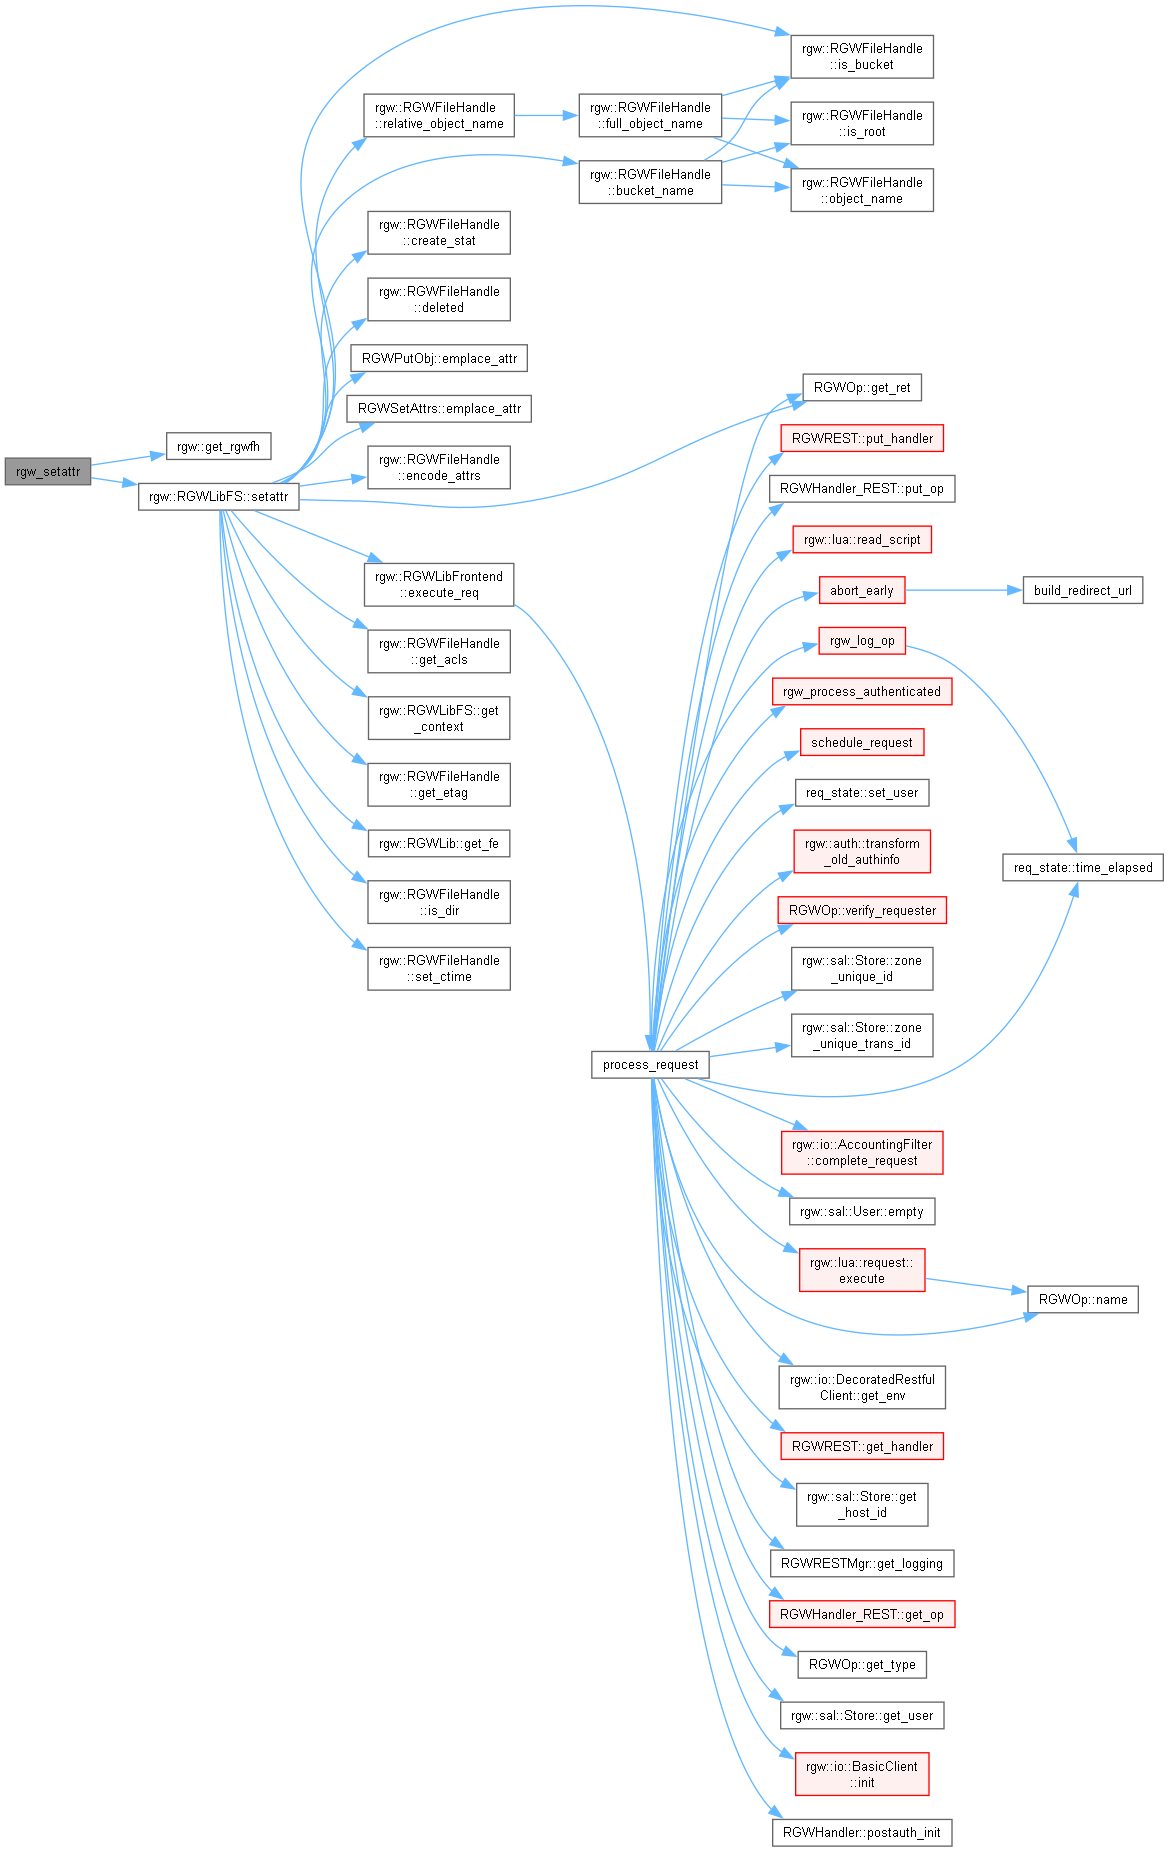 rgw_setattr
rgw::get_rgwfh
rgw::RGWLibFS::setattr
rgw::RGWFileHandle
::relative_object_name
rgw::RGWFileHandle
::create_stat
rgw::RGWFileHandle
::deleted
RGWPutObj::emplace_attr
RGWSetAttrs::emplace_attr
rgw::RGWFileHandle
::encode_attrs
rgw::RGWLibFrontend
::execute_req
rgw::RGWFileHandle
::get_acls
rgw::RGWLibFS::get
_context
rgw::RGWFileHandle
::get_etag
rgw::RGWLib::get_fe
rgw::RGWFileHandle
::is_dir
rgw::RGWFileHandle
::set_ctime
rgw::RGWFileHandle
::full_object_name
rgw::RGWFileHandle
::bucket_name
process_request
rgw::RGWFileHandle
::is_bucket
rgw::RGWFileHandle
::is_root
rgw::RGWFileHandle
::object_name
RGWOp::get_ret
RGWREST::put_handler
RGWHandler_REST::put_op
rgw::lua::read_script
abort_early
rgw_log_op
rgw_process_authenticated
schedule_request
req_state::set_user
rgw::auth::transform
_old_authinfo
RGWOp::verify_requester
rgw::sal::Store::zone
_unique_id
rgw::sal::Store::zone
_unique_trans_id
rgw::io::AccountingFilter
::complete_request
rgw::sal::User::empty
rgw::lua::request::
execute
rgw::io::DecoratedRestful
Client::get_env
RGWREST::get_handler
rgw::sal::Store::get
_host_id
RGWRESTMgr::get_logging
RGWHandler_REST::get_op
RGWOp::get_type
rgw::sal::Store::get_user
rgw::io::BasicClient
::init
RGWHandler::postauth_init
build_redirect_url
req_state::time_elapsed
RGWOp::name